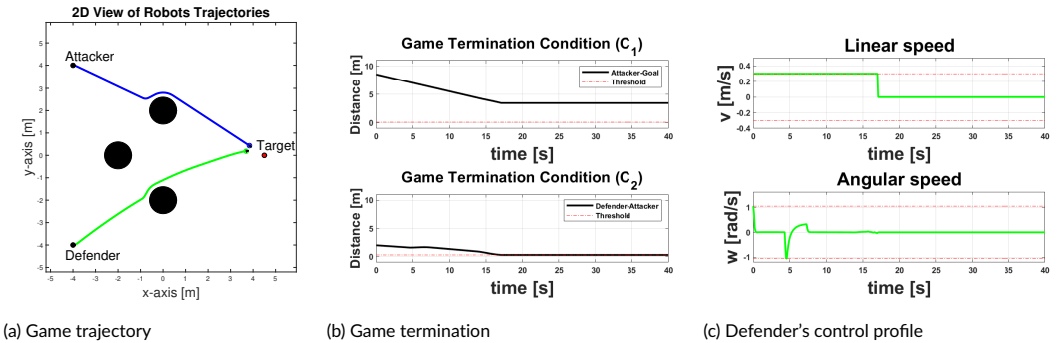 2D View of Robots Trajectories
5
4
3
2
1
0
-1
-2
-3
-4
-5
y-axis [m]
Attacker
Target
Defender
-5 -4 -3 -2 -1 0 1 2 3 4 5
x-axis [m]
(a) Game trajectory
Game Termination Condition (C1)
Distance [m]
10
5
0
Attacker-Goal
Threshold
0 5 10 15 20 25 30 35 40
time [s]
Game Termination Condition (C2)
Distance [m]
10
5
0
Defender-Attacker
Threshold
0 5 10 15 20 25 30 35 40
time [s]
(b) Game termination
Linear speed
v [m/s]
0.4
0.2
0
-0.2
-0.4
0 5 10 15 20 25 30 35 40
time [s]
Angular speed
w [rad/s]
1
0
-1
0 5 10 15 20 25 30 35 40
time [s]
(c) Defender's control profile